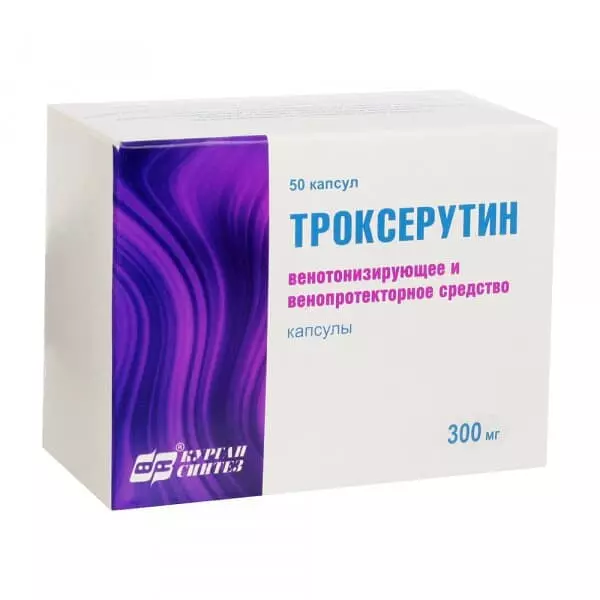 50 капсул
ТРОКСЕРУТИН
венотонизирующее и
венопротекторное средство
капсулы
300 мг
®
КУРГАН
СИНТЕЗ